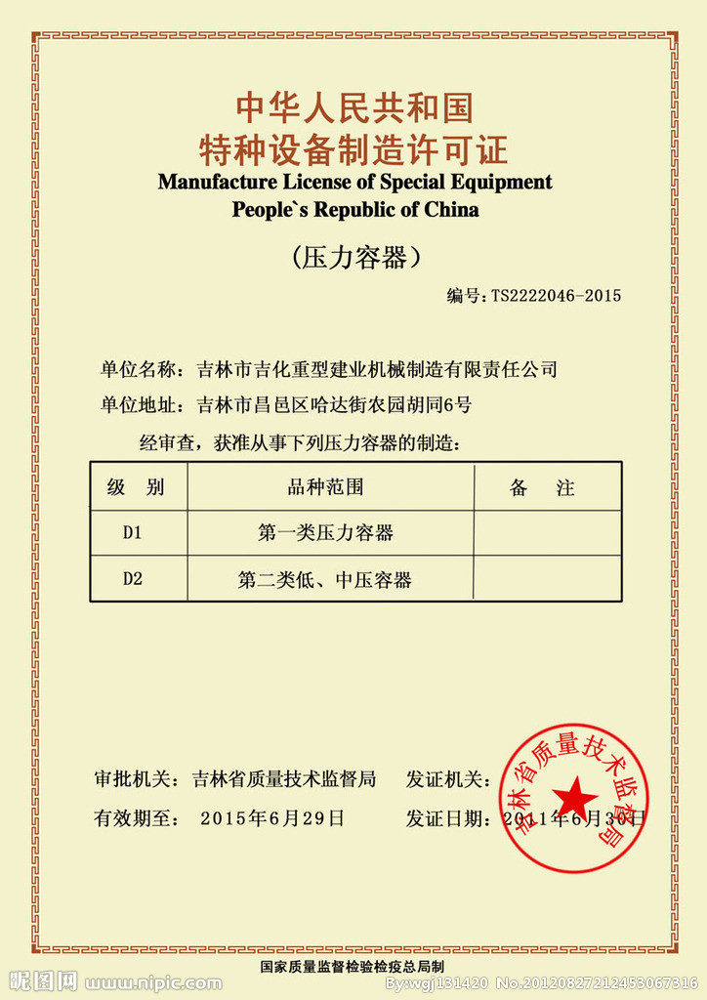 中华人民共和国
特种设备制造许可证
Manufacture License of Special Equipment
People`s Republic of China
(压力容器)
编号:TS2222046-2015
单位名称: 吉林市吉化重型建业机械制造有限责任公司
单位地址: 吉林市昌邑区哈达街农园胡同6号
经审查, 获准从事下列压力容器的制造:
级 别 品种范围 备 注
D1 第一类压力容器
D2 第二类低、中压容器
审批机关: 吉林省质量技术监督局 发证机关:
有效期至: 2015年6月29日 发证日期: 2011年6月30日
吉林省质量技术监督局
国家质量监督检验检疫总局制
昵图网 www.nipic.com By:wgj131420 No.20120827212453067316